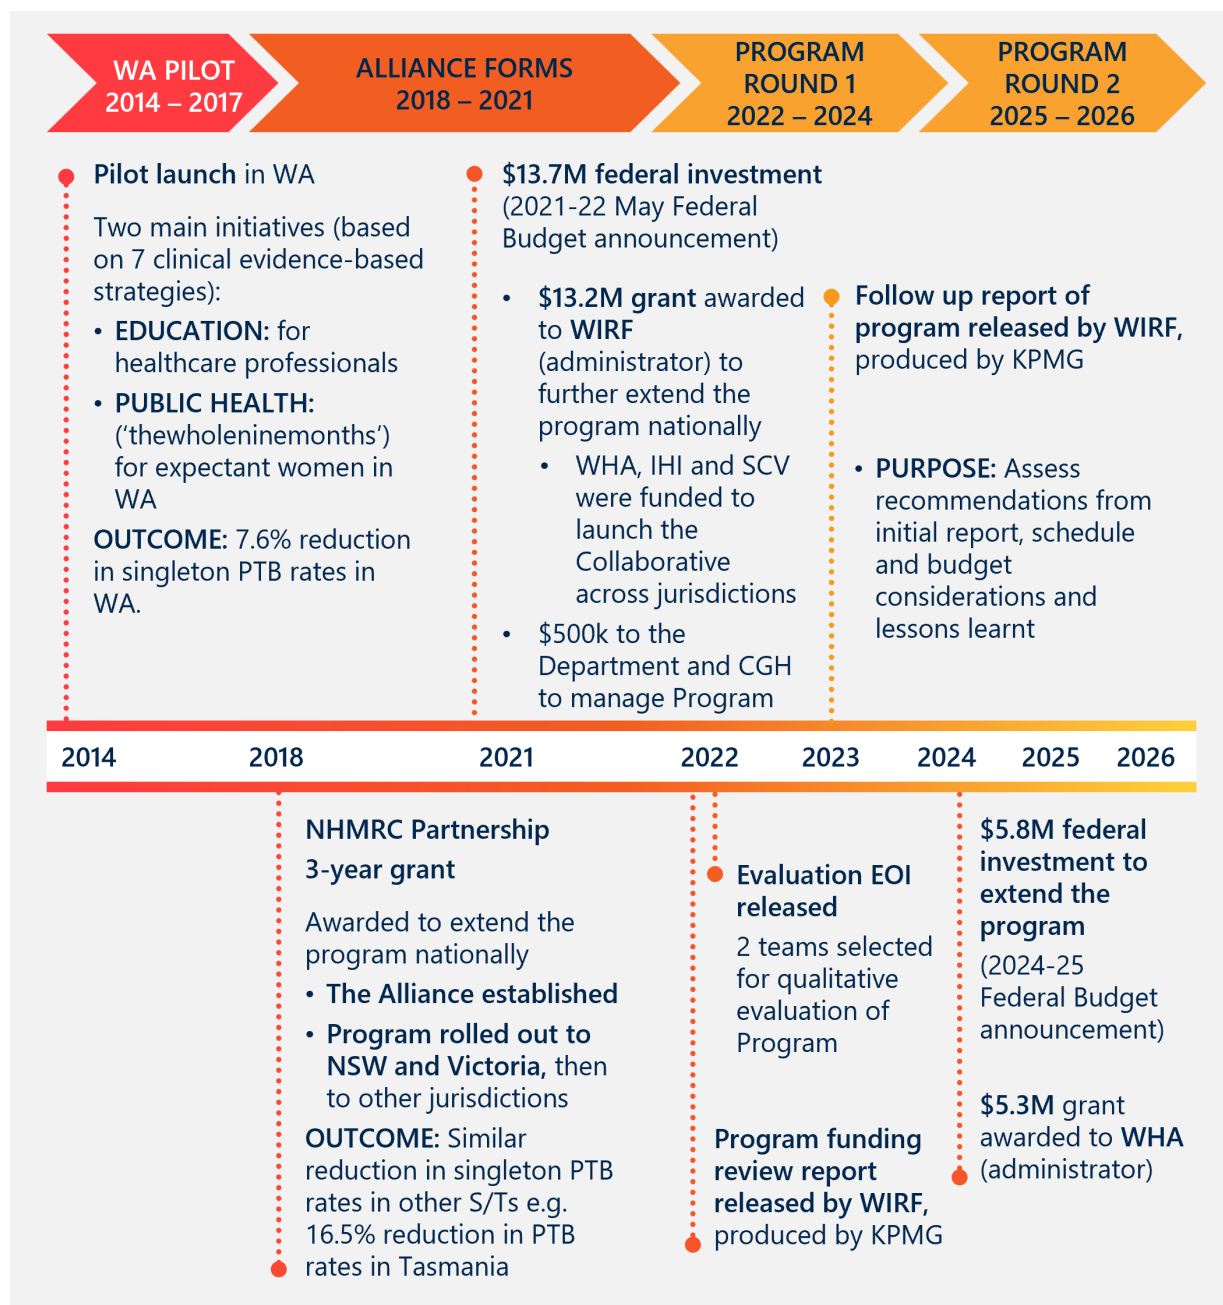 WA PILOT
2014 – 2017
ALLIANCE FORMS
2018 – 2021
PROGRAM
ROUND 1
2022 – 2024
PROGRAM
ROUND 2
2025 – 2026
Pilot launch in WA
Two main initiatives (based
on 7 clinical evidence-based
strategies):
• EDUCATION: for
healthcare professionals
• PUBLIC HEALTH:
(‘thewholeninemonths’)
for expectant women in
WA
OUTCOME: 7.6% reduction
in singleton PTB rates in
WA.
$13.7M federal investment
(2021-22 May Federal
Budget announcement)
• $13.2M grant awarded
to WIRF
(administrator) to
further extend the
program nationally
• WHA, IHI and SCV
were funded to
launch the
Collaborative
across jurisdictions
• $500k to the
Department and CGH
to manage Program
Follow up report of
program released by WIRF,
produced by KPMG
• PURPOSE: Assess
recommendations from
initial report, schedule
and budget
considerations and
lessons learnt
2014 2018 2021 2022 2023 2024 2025 2026
NHMRC Partnership
3-year grant
Awarded to extend the
program nationally
• The Alliance established
• Program rolled out to
NSW and Victoria, then
to other jurisdictions
OUTCOME: Similar
reduction in singleton PTB
rates in other S/Ts e.g.
16.5% reduction in PTB
rates in Tasmania
Evaluation EOI
released
2 teams selected
for qualitative
evaluation of
Program
Program funding
review report
released by WIRF,
produced by KPMG
$5.8M federal
investment to
extend the
program
(2024-25
Federal Budget
announcement)
$5.3M grant
awarded to WHA
(administrator)